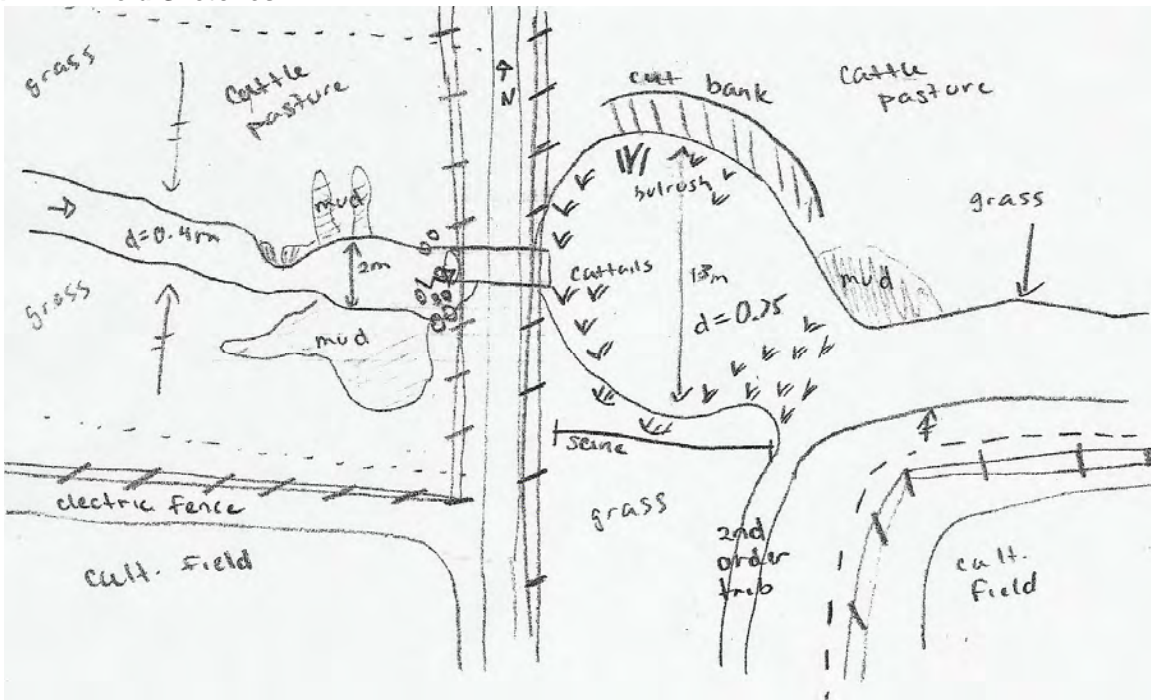 grass
cattle
pasture
N
cut bank
cattle
pasture
mud
bulrush
grass
d=0.4m
2m
cattails
13m
mud
grass
d=0.75
mud
seine
electric fence
grass
2nd
order
trib
cult. field
cult.
field